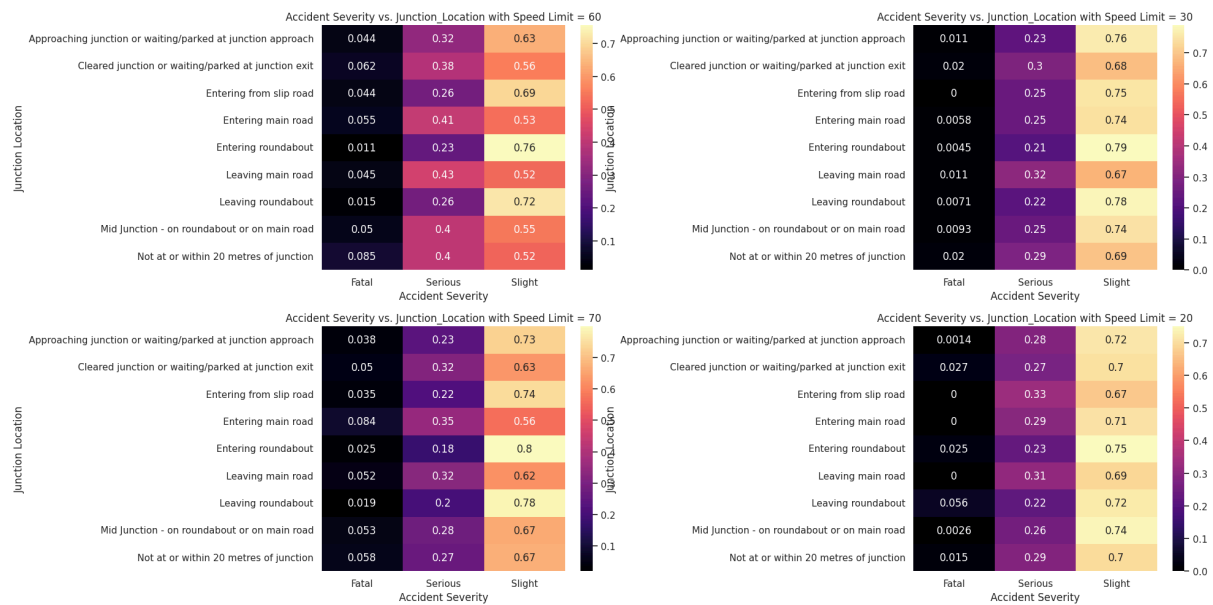 Accident Severity vs. Junction_Location with Speed Limit = 60
Junction Location
Approaching junction or waiting/parked at junction approach 0.044 0.32 0.63
Cleared junction or waiting/parked at junction exit 0.062 0.38 0.56
Entering from slip road 0.044 0.26 0.69
Entering main road 0.055 0.41 0.53
Entering roundabout 0.011 0.23 0.76
Leaving main road 0.045 0.43 0.52
Leaving roundabout 0.015 0.26 0.72
Mid Junction - on roundabout or on main road 0.05 0.4 0.55
Not at or within 20 metres of junction 0.085 0.4 0.52
Fatal Serious Slight
Accident Severity
0.7
0.6
0.5
0.4
0.3
0.2
0.1
Accident Severity vs. Junction_Location with Speed Limit = 30
Junction Location
Approaching junction or waiting/parked at junction approach 0.011 0.23 0.76
Cleared junction or waiting/parked at junction exit 0.02 0.3 0.68
Entering from slip road 0 0.25 0.75
Entering main road 0.0058 0.25 0.74
Entering roundabout 0.0045 0.21 0.79
Leaving main road 0.011 0.32 0.67
Leaving roundabout 0.0071 0.22 0.78
Mid Junction - on roundabout or on main road 0.0093 0.25 0.74
Not at or within 20 metres of junction 0.02 0.29 0.69
Fatal Serious Slight
Accident Severity
0.7
0.6
0.5
0.4
0.3
0.2
0.1
0.0
Accident Severity vs. Junction_Location with Speed Limit = 70
Junction Location
Approaching junction or waiting/parked at junction approach 0.038 0.23 0.73
Cleared junction or waiting/parked at junction exit 0.05 0.32 0.63
Entering from slip road 0.035 0.22 0.74
Entering main road 0.084 0.35 0.56
Entering roundabout 0.025 0.18 0.8
Leaving main road 0.052 0.32 0.62
Leaving roundabout 0.019 0.2 0.78
Mid Junction - on roundabout or on main road 0.053 0.28 0.67
Not at or within 20 metres of junction 0.058 0.27 0.67
Fatal Serious Slight
Accident Severity
0.7
0.6
0.5
0.4
0.3
0.2
0.1
Accident Severity vs. Junction_Location with Speed Limit = 20
Junction Location
Approaching junction or waiting/parked at junction approach 0.0014 0.28 0.72
Cleared junction or waiting/parked at junction exit 0.027 0.27 0.7
Entering from slip road 0 0.33 0.67
Entering main road 0 0.29 0.71
Entering roundabout 0.025 0.23 0.75
Leaving main road 0 0.31 0.69
Leaving roundabout 0.056 0.22 0.72
Mid Junction - on roundabout or on main road 0.0026 0.26 0.74
Not at or within 20 metres of junction 0.015 0.29 0.7
Fatal Serious Slight
Accident Severity
0.7
0.6
0.5
0.4
0.3
0.2
0.1
0.0